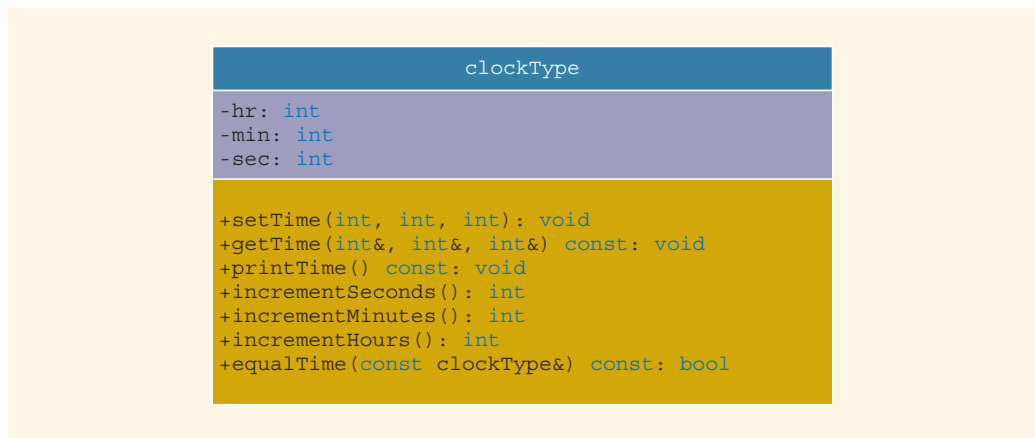 clockType
-hr: int
-min: int
-sec: int
+setTime(int, int, int): void
+getTime(int&, int&, int&) const: void
+printTime() const: void
+incrementSeconds(): int
+incrementMinutes(): int
+incrementHours(): int
+equalTime(const clockType&) const: bool